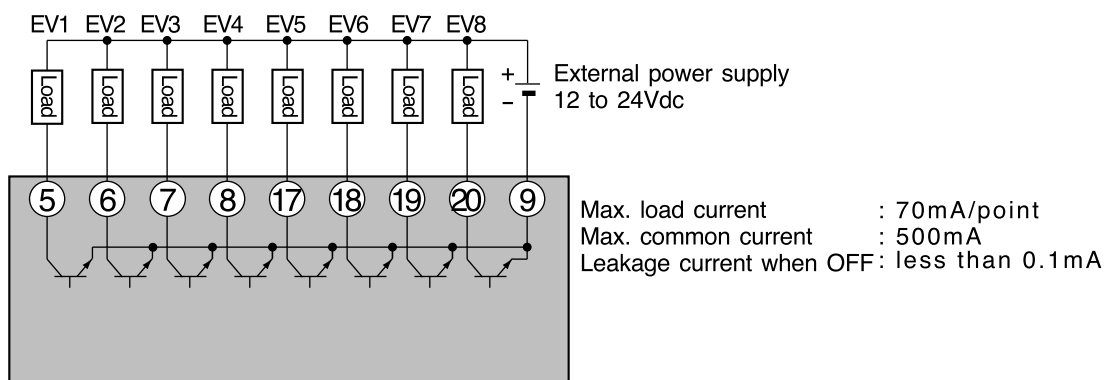 EV1 EV2 EV3 EV4 EV5 EV6 EV7 EV8
Load Load Load Load Load Load Load Load
+ External power supply
− 12 to 24Vdc
5 6 7 8 17 18 19 20 9
Max. load current : 70mA/point
Max. common current : 500mA
Leakage current when OFF : less than 0.1mA